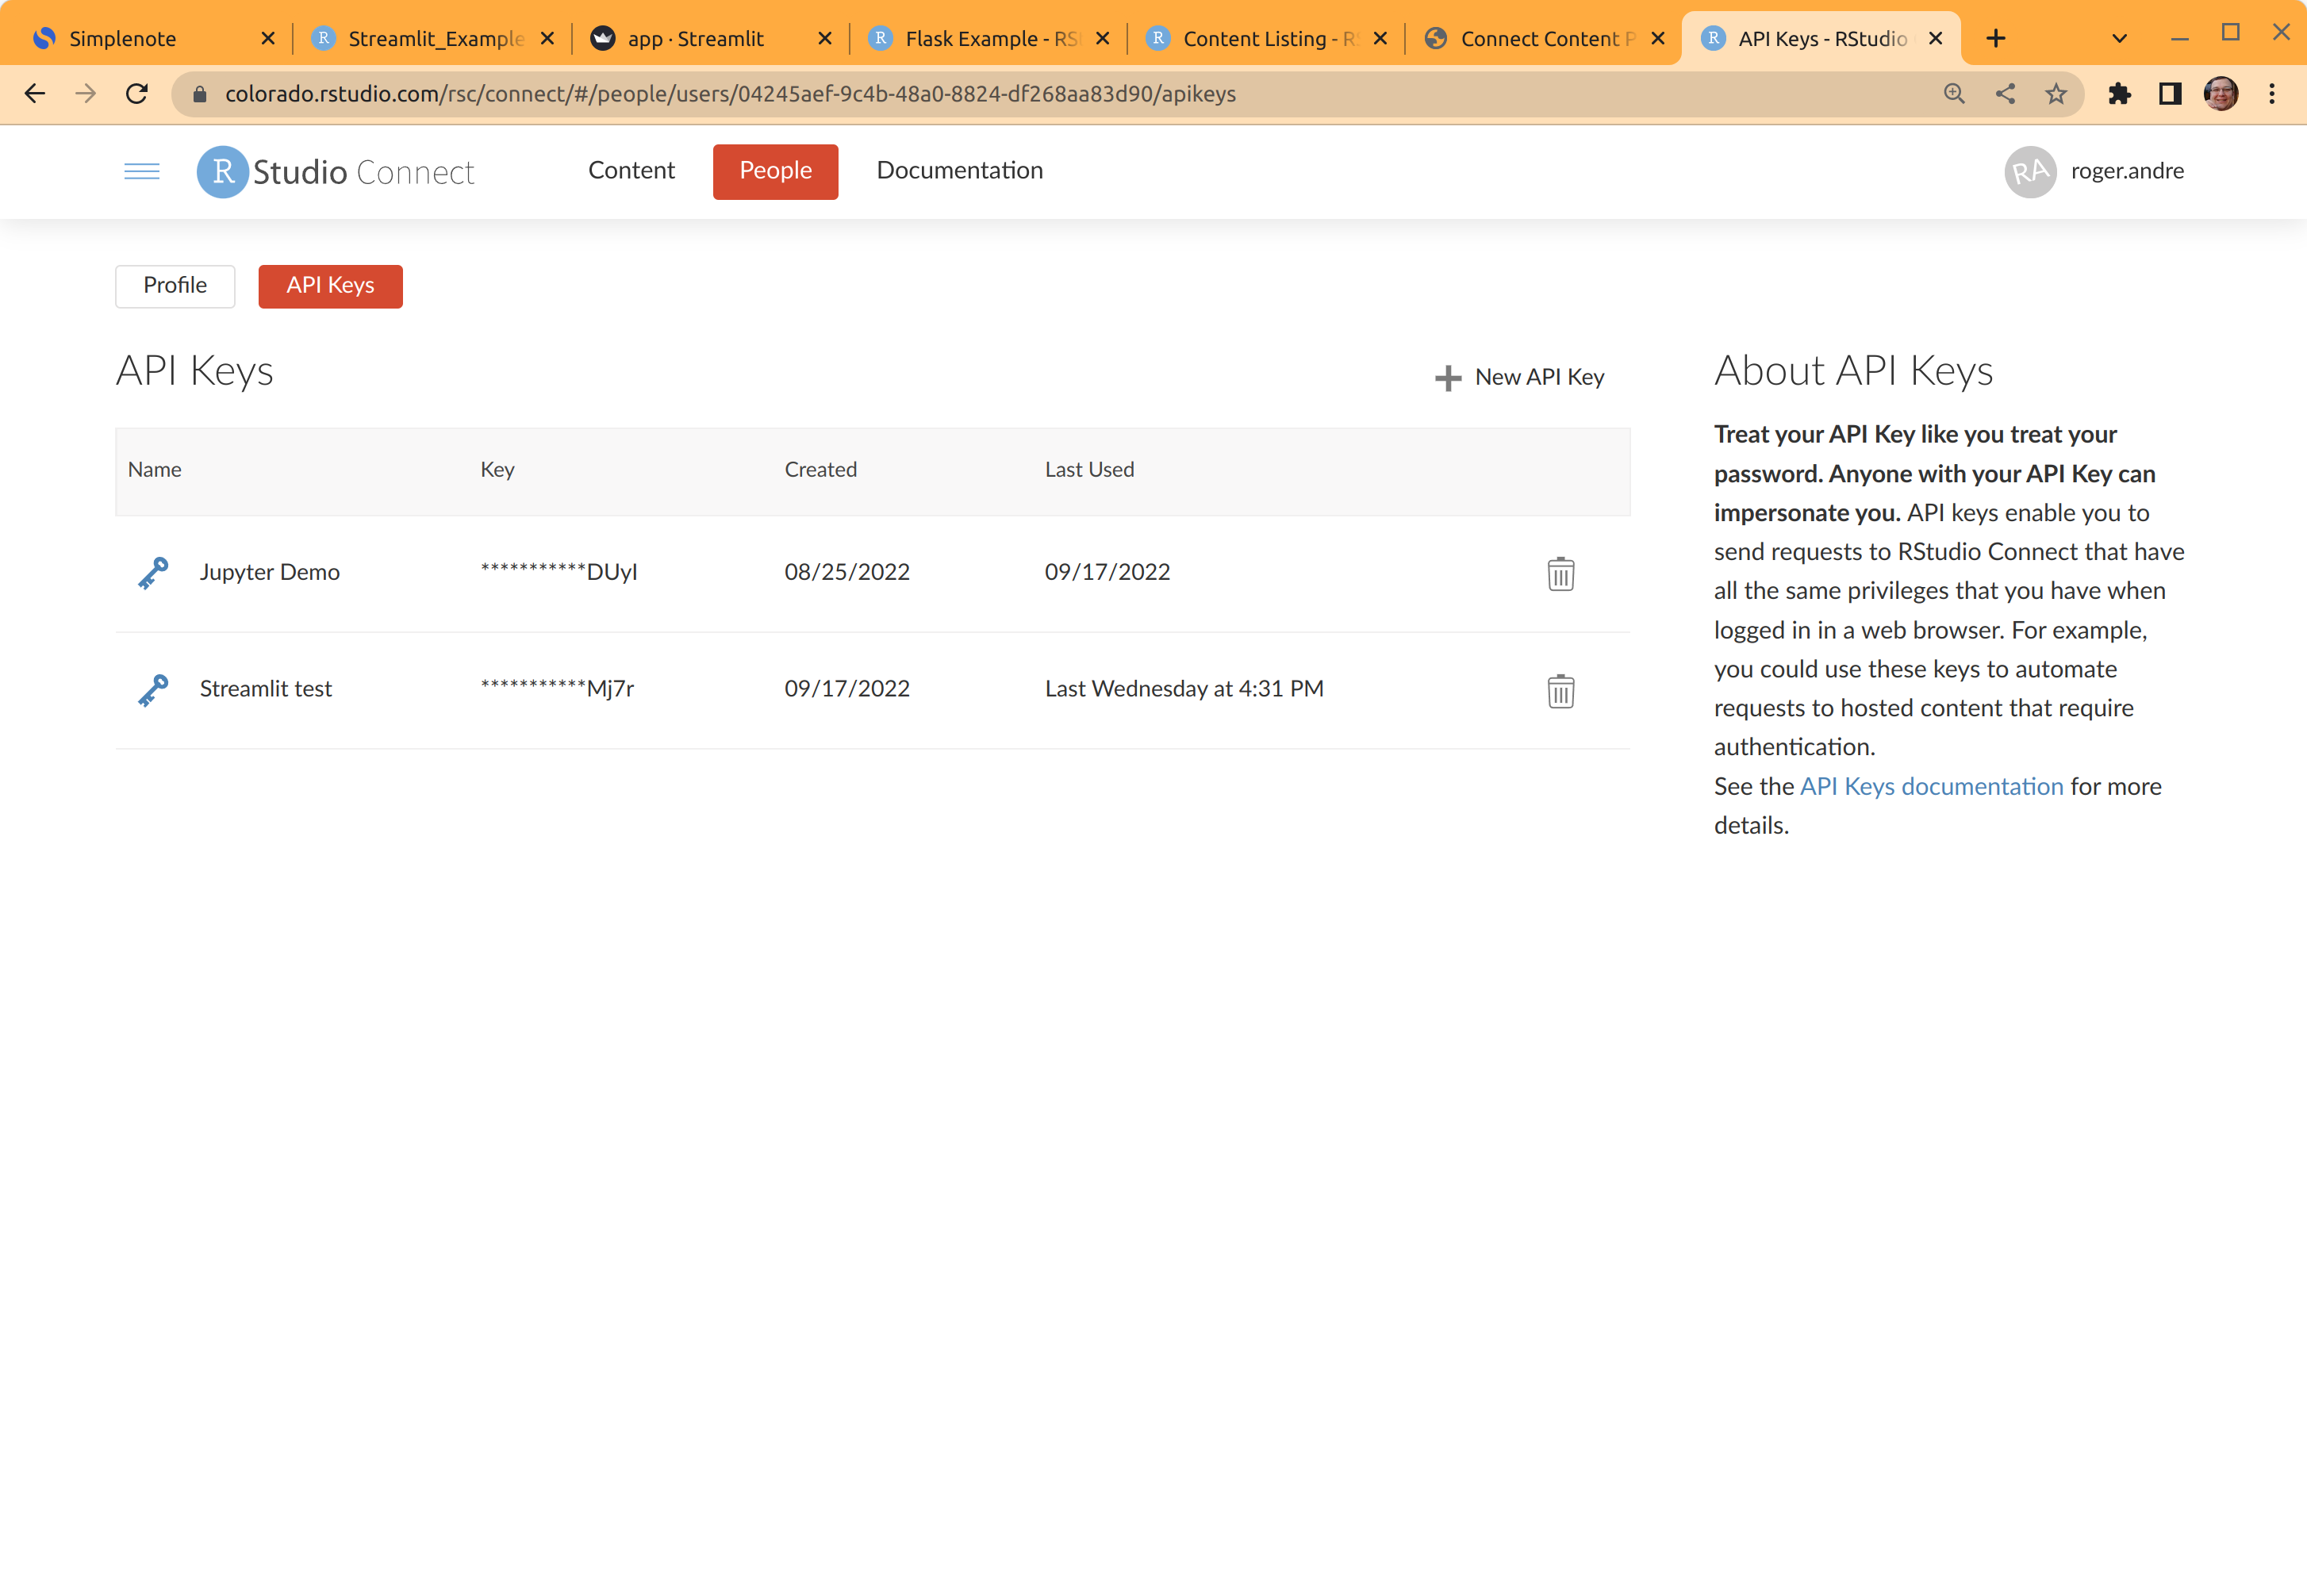 Simplenote
Streamlit_Example
app · Streamlit
Flask Example - RS
Content Listing - R
Connect Content P
API Keys - RStudio
colorado.rstudio.com/rsc/connect/#/people/users/04245aef-9c4b-48a0-8824-df268aa83d90/apikeys
R Studio Connect
Content
People
Documentation
RA
roger.andre
Profile
API Keys
API Keys
New API Key
Name Key Created Last Used
Jupyter Demo ***********DUyI 08/25/2022 09/17/2022
Streamlit test ***********Mj7r 09/17/2022 Last Wednesday at 4:31 PM
About API Keys
Treat your API Key like you treat your
password. Anyone with your API Key can
impersonate you. API keys enable you to
send requests to RStudio Connect that have
all the same privileges that you have when
logged in in a web browser. For example,
you could use these keys to automate
requests to hosted content that require
authentication.
See the API Keys documentation for more
details.